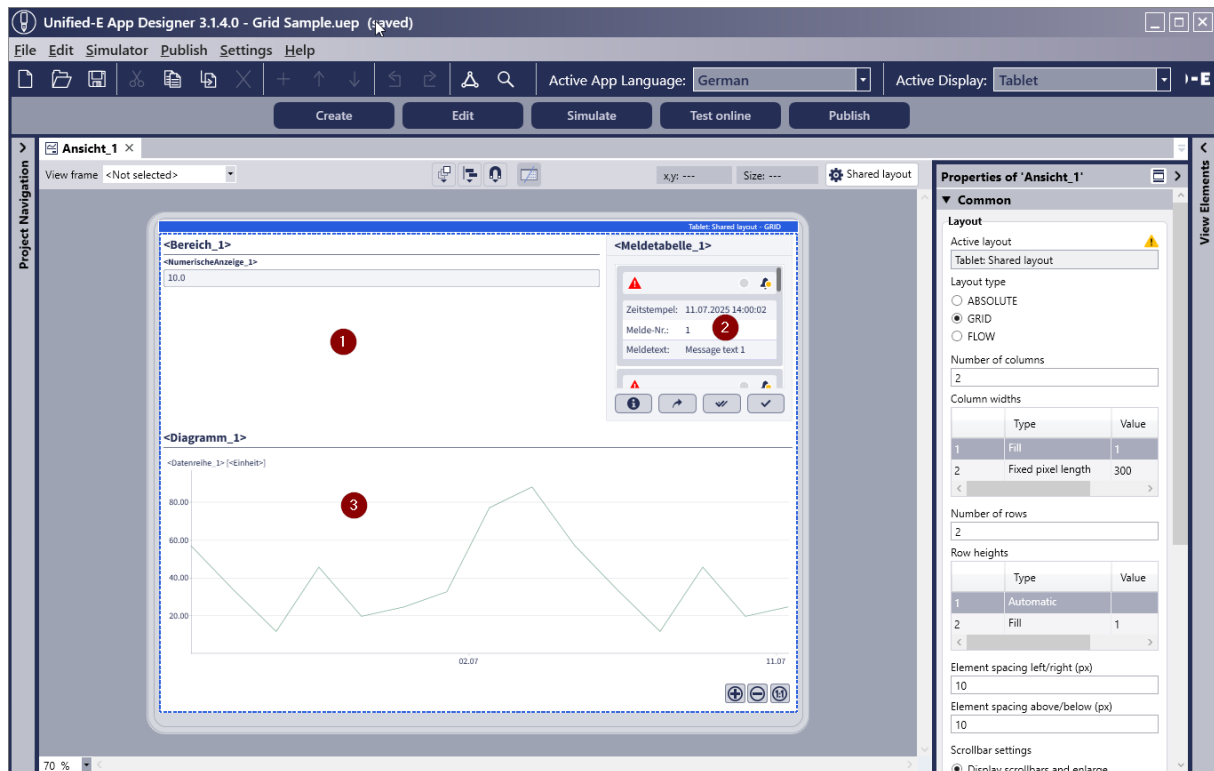 Unified-E App Designer 3.1.4.0 - Grid Sample.uep (saved)
File Edit Simulator Publish Settings Help
Active App Language: German Active Display: Tablet
Create Edit Simulate Test online Publish
Project Navigation
Ansicht_1
View frame <Not selected> x,y: --- Size: --- Shared layout
Tablet: Shared layout - GRID
<Bereich_1>
<NumerischeAnzeige_1>
10.0
1
<Meldetabelle_1>
Zeitstempel: 11.07.2025 14:00:02
Melde-Nr.: 1
2
Meldetext: Message text 1
<Diagramm_1>
<Datenreihe_1> [<Einheit>]
80.00
3
60.00
40.00
20.00
02.07 11.07
1:1
70 %
Properties of 'Ansicht_1'
Common
Layout
Active layout
Tablet: Shared layout
Layout type
ABSOLUTE
GRID
FLOW
Number of columns
2
Column widths
Type Value
1 Fill 1
2 Fixed pixel length 300
Number of rows
2
Row heights
Type Value
1 Automatic
2 Fill 1
Element spacing left/right (px)
10
Element spacing above/below (px)
10
Scrollbar settings
Display scrollbars and enlarge
View Elements